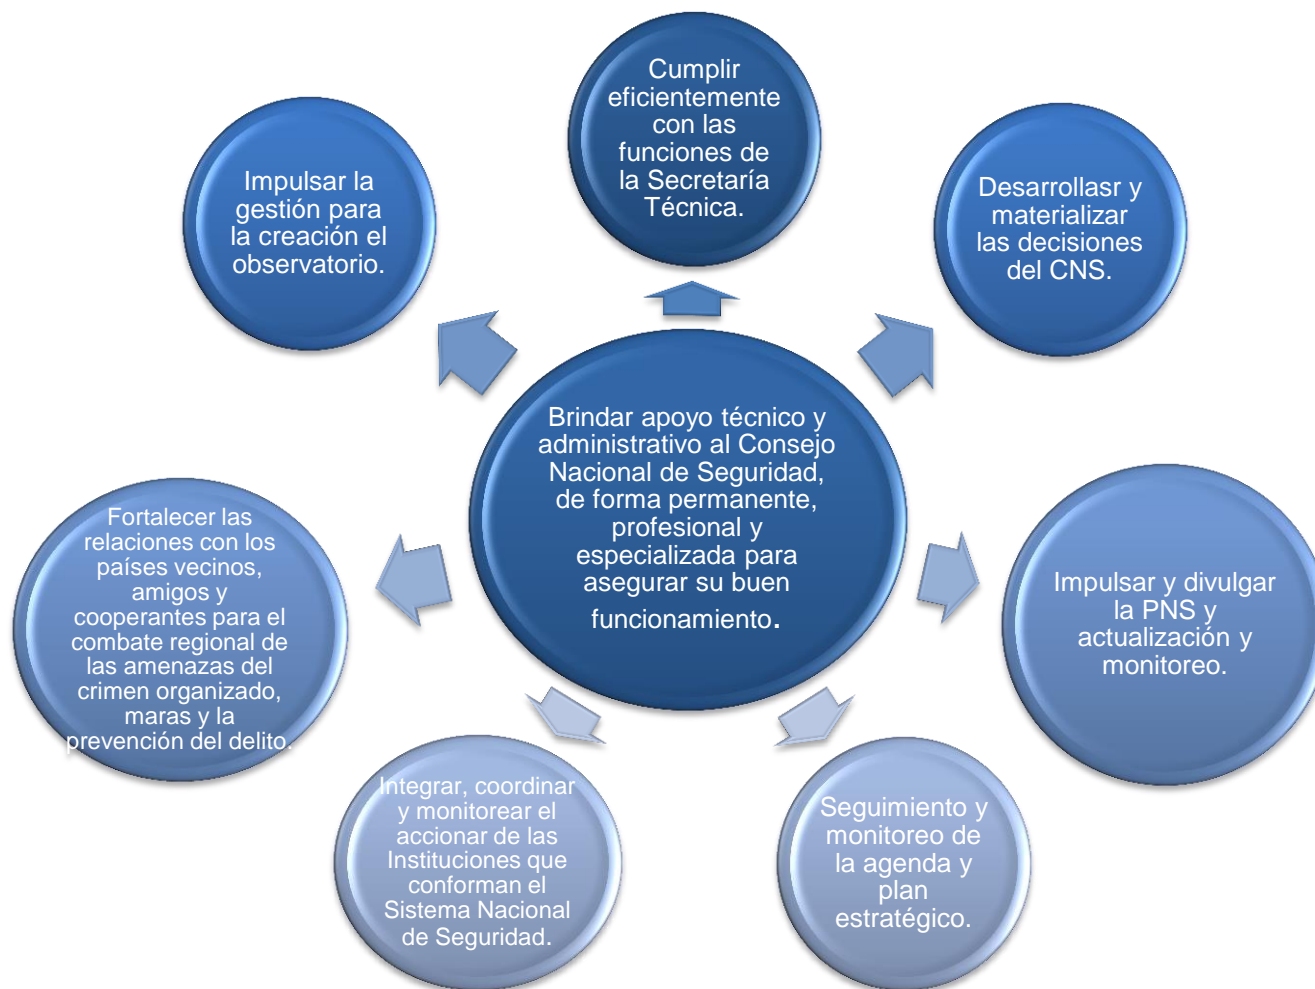 Cumplir
eficientemente
con las
funciones de
la Secretaría
Técnica.
Impulsar la
gestión para
la creación el
observatorio.
Desarrollasr y
materializar
las decisiones
del CNS.
Brindar apoyo técnico y
administrativo al Consejo
Nacional de Seguridad,
de forma permanente,
profesional y
especializada para
asegurar su buen
funcionamiento.
Fortalecer las
relaciones con los
países vecinos,
amigos y
cooperantes para el
combate regional de
las amenazas del
crimen organizado,
maras y la
prevención del delito.
Impulsar y divulgar
la PNS y
actualización y
monitoreo.
Integrar, coordinar
y monitorear el
accionar de las
Instituciones que
conforman el
Sistema Nacional
de Seguridad.
Seguimiento y
monitoreo de
la agenda y
plan
estratégico.